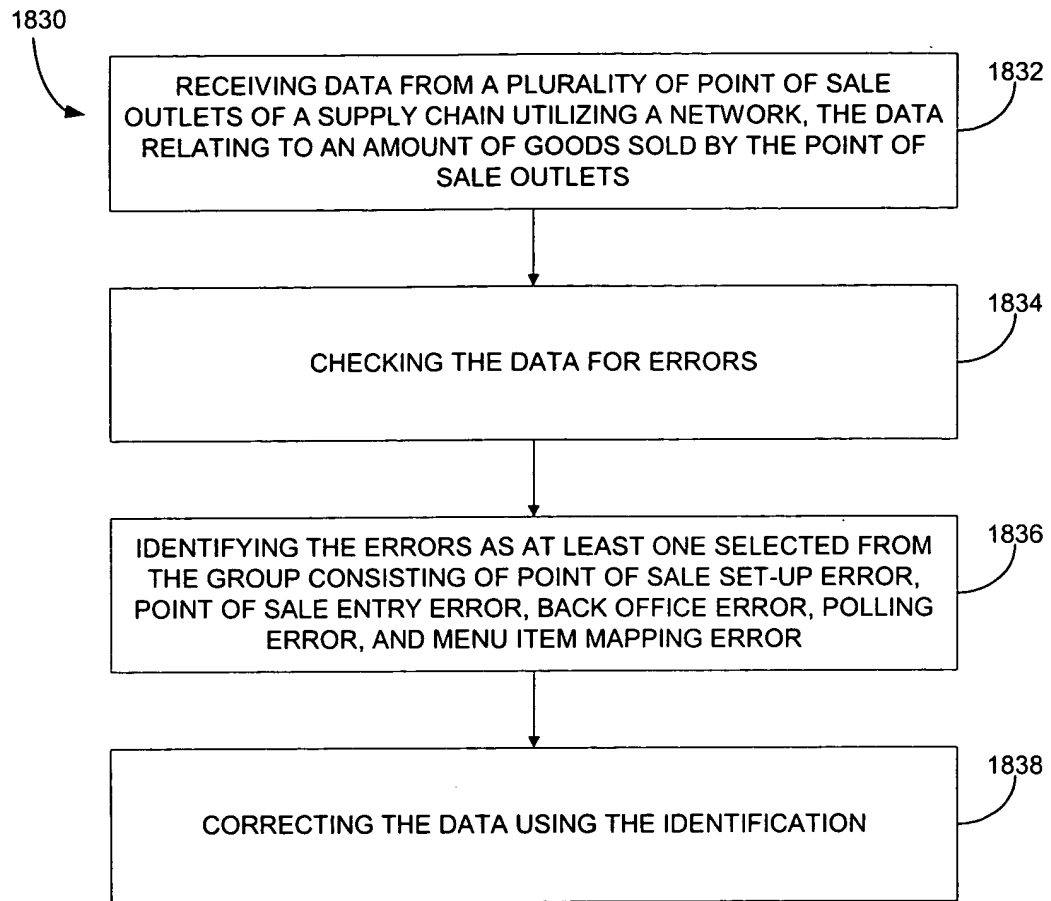 1830
RECEIVING DATA FROM A PLURALITY OF POINT OF SALE
OUTLETS OF A SUPPLY CHAIN UTILIZING A NETWORK, THE DATA
RELATING TO AN AMOUNT OF GOODS SOLD BY THE POINT OF
SALE OUTLETS
1832
CHECKING THE DATA FOR ERRORS
1834
IDENTIFYING THE ERRORS AS AT LEAST ONE SELECTED FROM
THE GROUP CONSISTING OF POINT OF SALE SET-UP ERROR,
POINT OF SALE ENTRY ERROR, BACK OFFICE ERROR, POLLING
ERROR, AND MENU ITEM MAPPING ERROR
1836
CORRECTING THE DATA USING THE IDENTIFICATION
1838